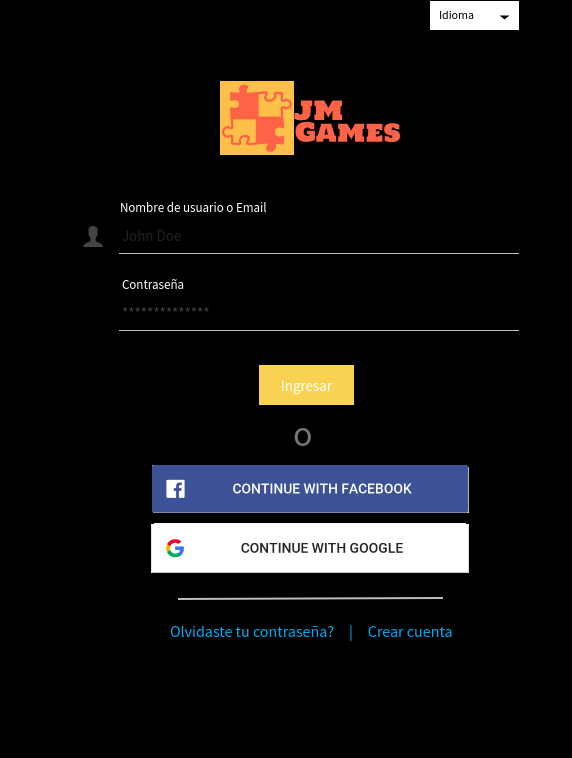 Idioma
JM
GAMES
Nombre de usuario o Email
John Doe
Contraseña
**************
Ingresar
O
CONTINUE WITH FACEBOOK
CONTINUE WITH GOOGLE
Olvidaste tu contraseña? | Crear cuenta